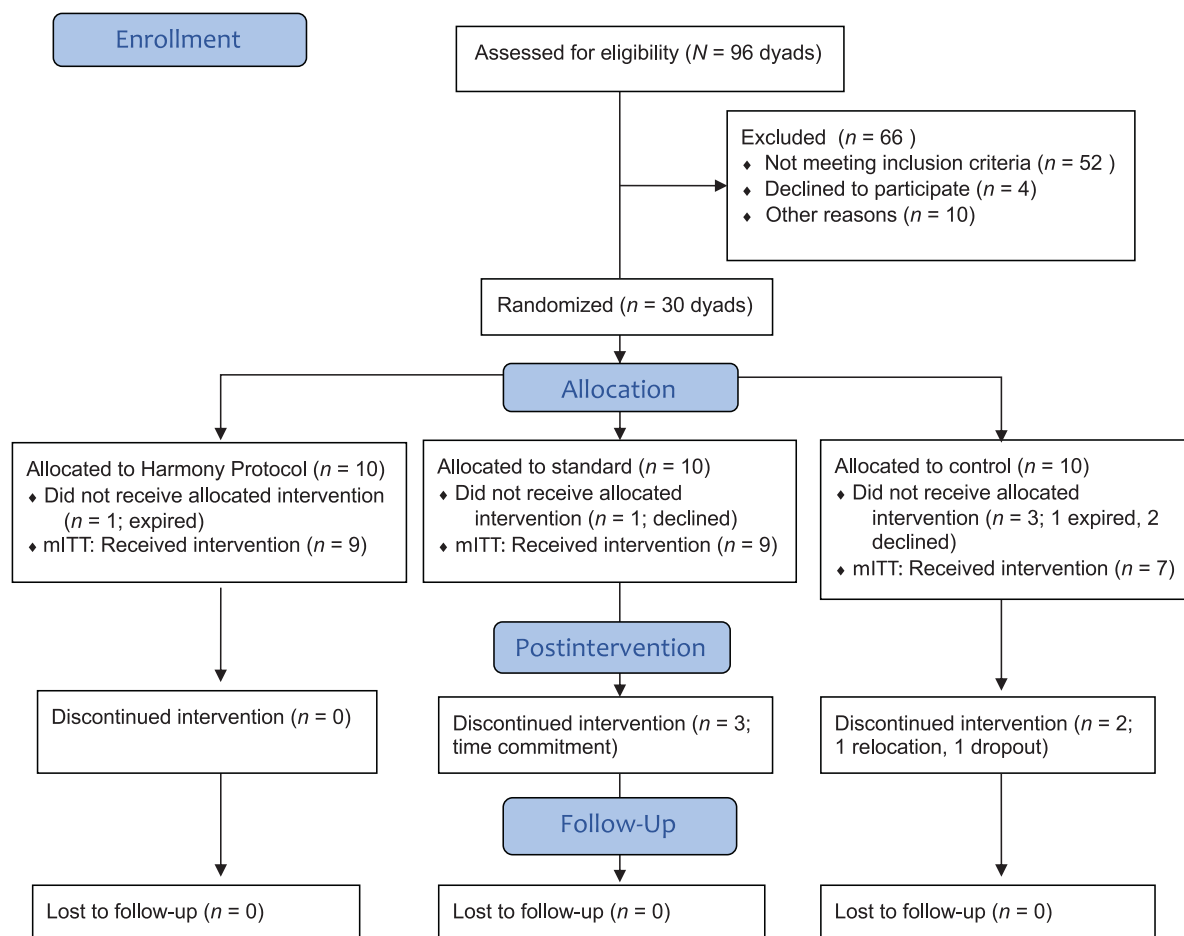 Enrollment
Assessed for eligibility (N = 96 dyads)
Excluded (n = 66 )
♦ Not meeting inclusion criteria (n = 52 )
♦ Declined to participate (n = 4)
♦ Other reasons (n = 10)
Randomized (n = 30 dyads)
Allocation
Allocated to Harmony Protocol (n = 10)
♦ Did not receive allocated intervention
(n = 1; expired)
♦ mITT: Received intervention (n = 9)
Allocated to standard (n = 10)
♦ Did not receive allocated
intervention (n = 1; declined)
♦ mITT: Received intervention (n = 9)
Allocated to control (n = 10)
♦ Did not receive allocated
intervention (n = 3; 1 expired, 2
declined)
♦ mITT: Received intervention (n = 7)
Postintervention
Discontinued intervention (n = 0)
Discontinued intervention (n = 3;
time commitment)
Discontinued intervention (n = 2;
1 relocation, 1 dropout)
Follow-Up
Lost to follow-up (n = 0)
Lost to follow-up (n = 0)
Lost to follow-up (n = 0)